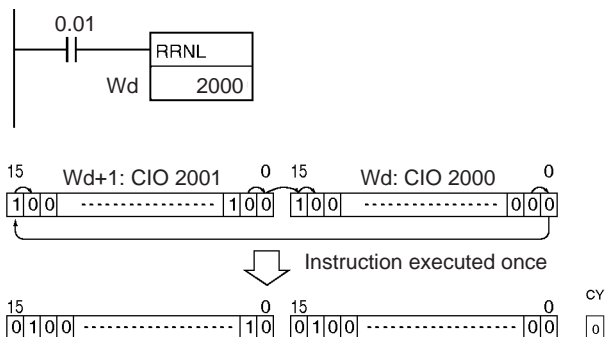 0.01
RRNL
Wd 2000
15 Wd+1: CIO 2001 0 15 Wd: CIO 2000 0
1 0 0 1 0 0 1 0 0 0 0 0
Instruction executed once
15 0 15 0 CY
0 1 0 0 1 0 0 1 0 0 0 0 0